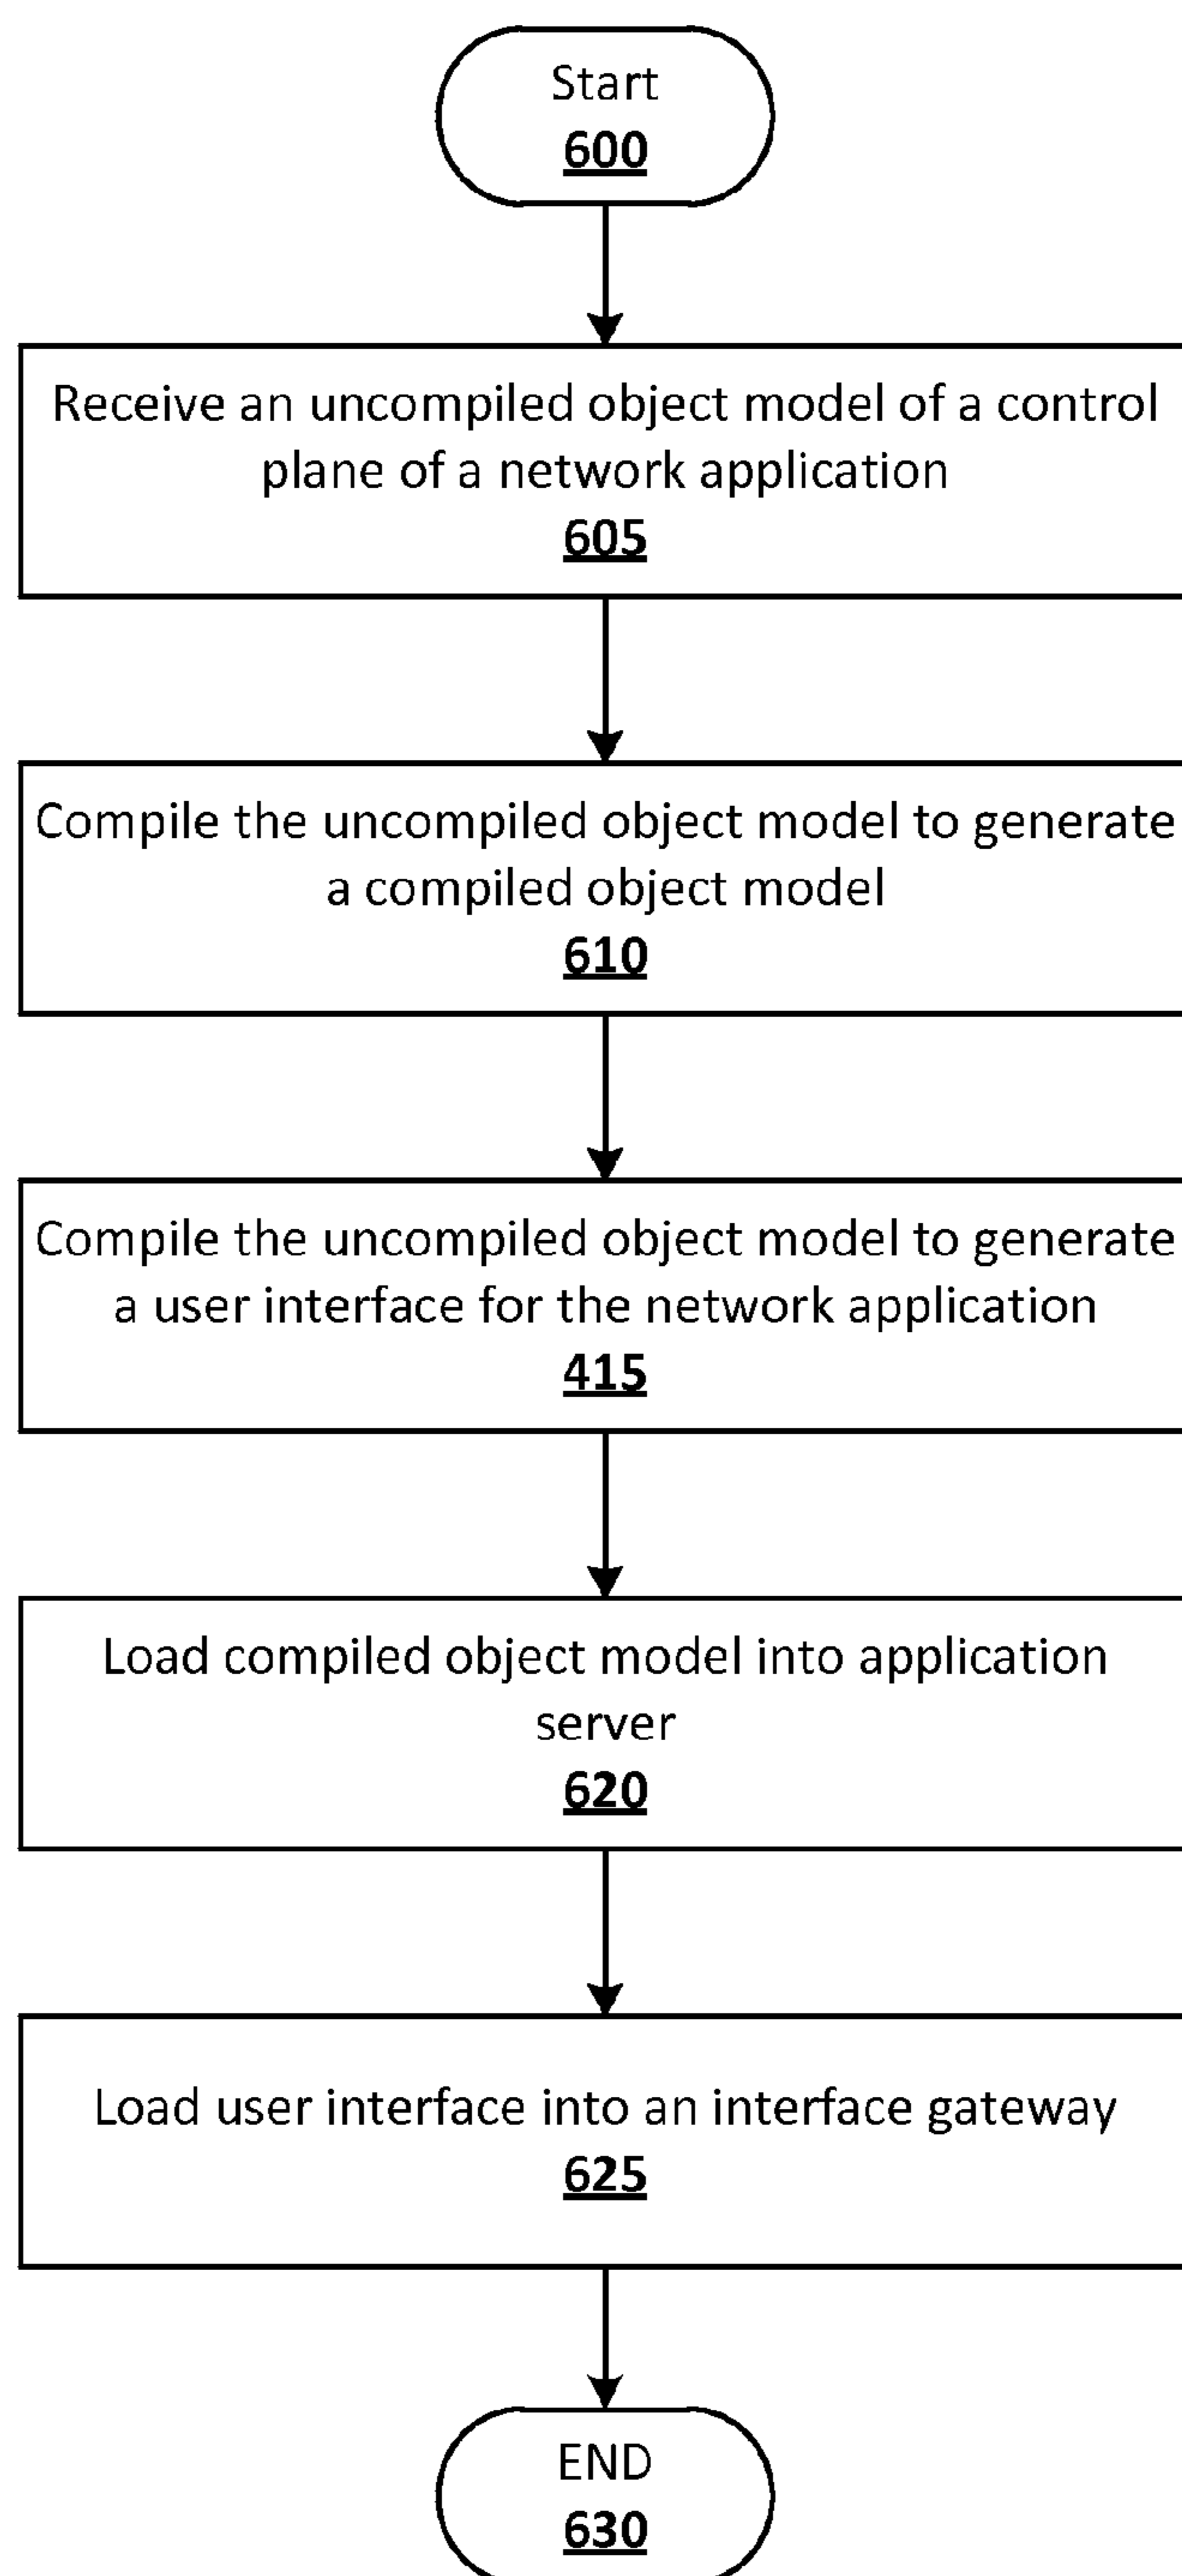 Start
600
Receive an uncompiled object model of a control
plane of a network application
605
Compile the uncompiled object model to generate
a compiled object model
610
Compile the uncompiled object model to generate
a user interface for the network application
415
Load compiled object model into application
server
620
Load user interface into an interface gateway
625
END
630